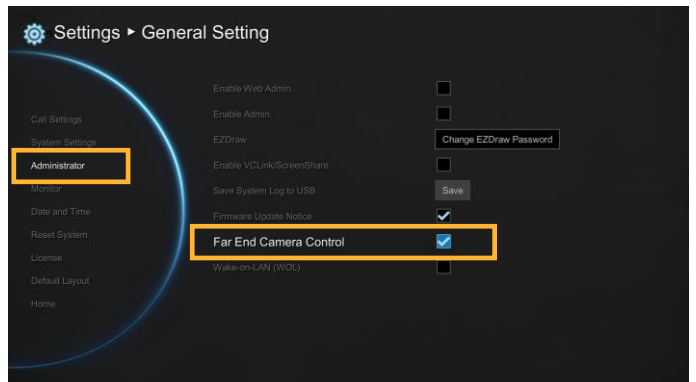 Settings ▸ General Setting
Call Settings
System Settings
Administrator
Monitor
Date and Time
Reset System
License
Default Layout
Home
Enable Web Admin.
Enable Admin.
EZDraw Change EZDraw Password
Enable VCLink/ScreenShare
Save System Log to USB Save
Firmware Update Notice
Far End Camera Control
Wake-on-LAN (WOL)